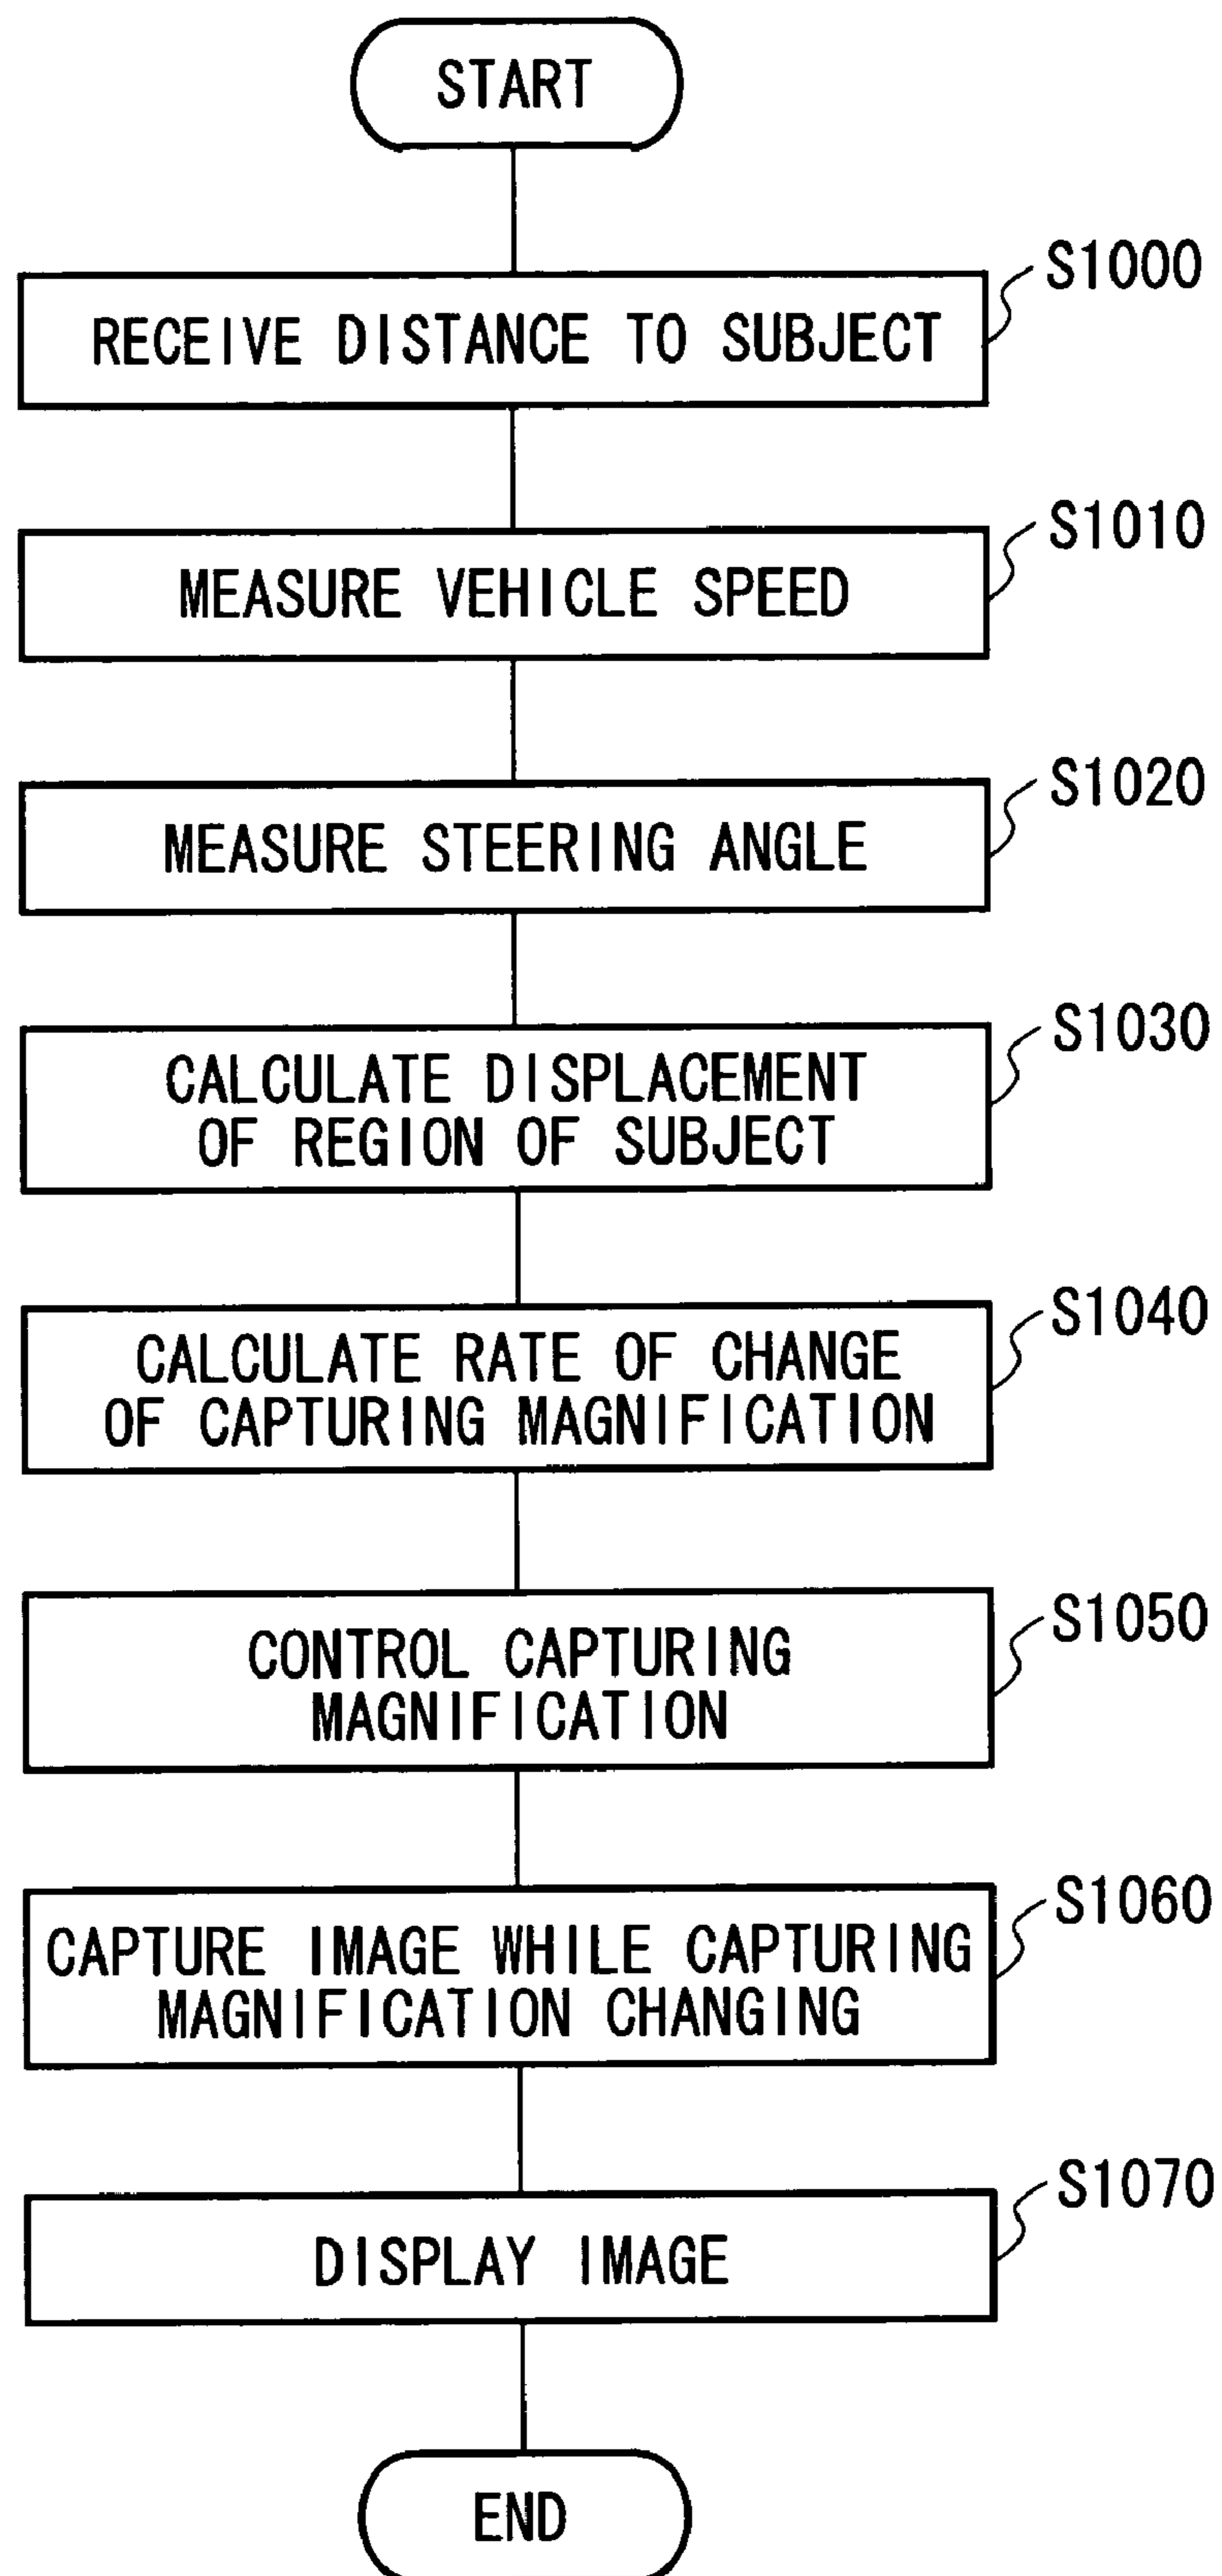 START
S1000
RECEIVE DISTANCE TO SUBJECT
S1010
MEASURE VEHICLE SPEED
S1020
MEASURE STEERING ANGLE
S1030
CALCULATE DISPLACEMENT
OF REGION OF SUBJECT
S1040
CALCULATE RATE OF CHANGE
OF CAPTURING MAGNIFICATION
S1050
CONTROL CAPTURING
MAGNIFICATION
S1060
CAPTURE IMAGE WHILE CAPTURING
MAGNIFICATION CHANGING
S1070
DISPLAY IMAGE
END